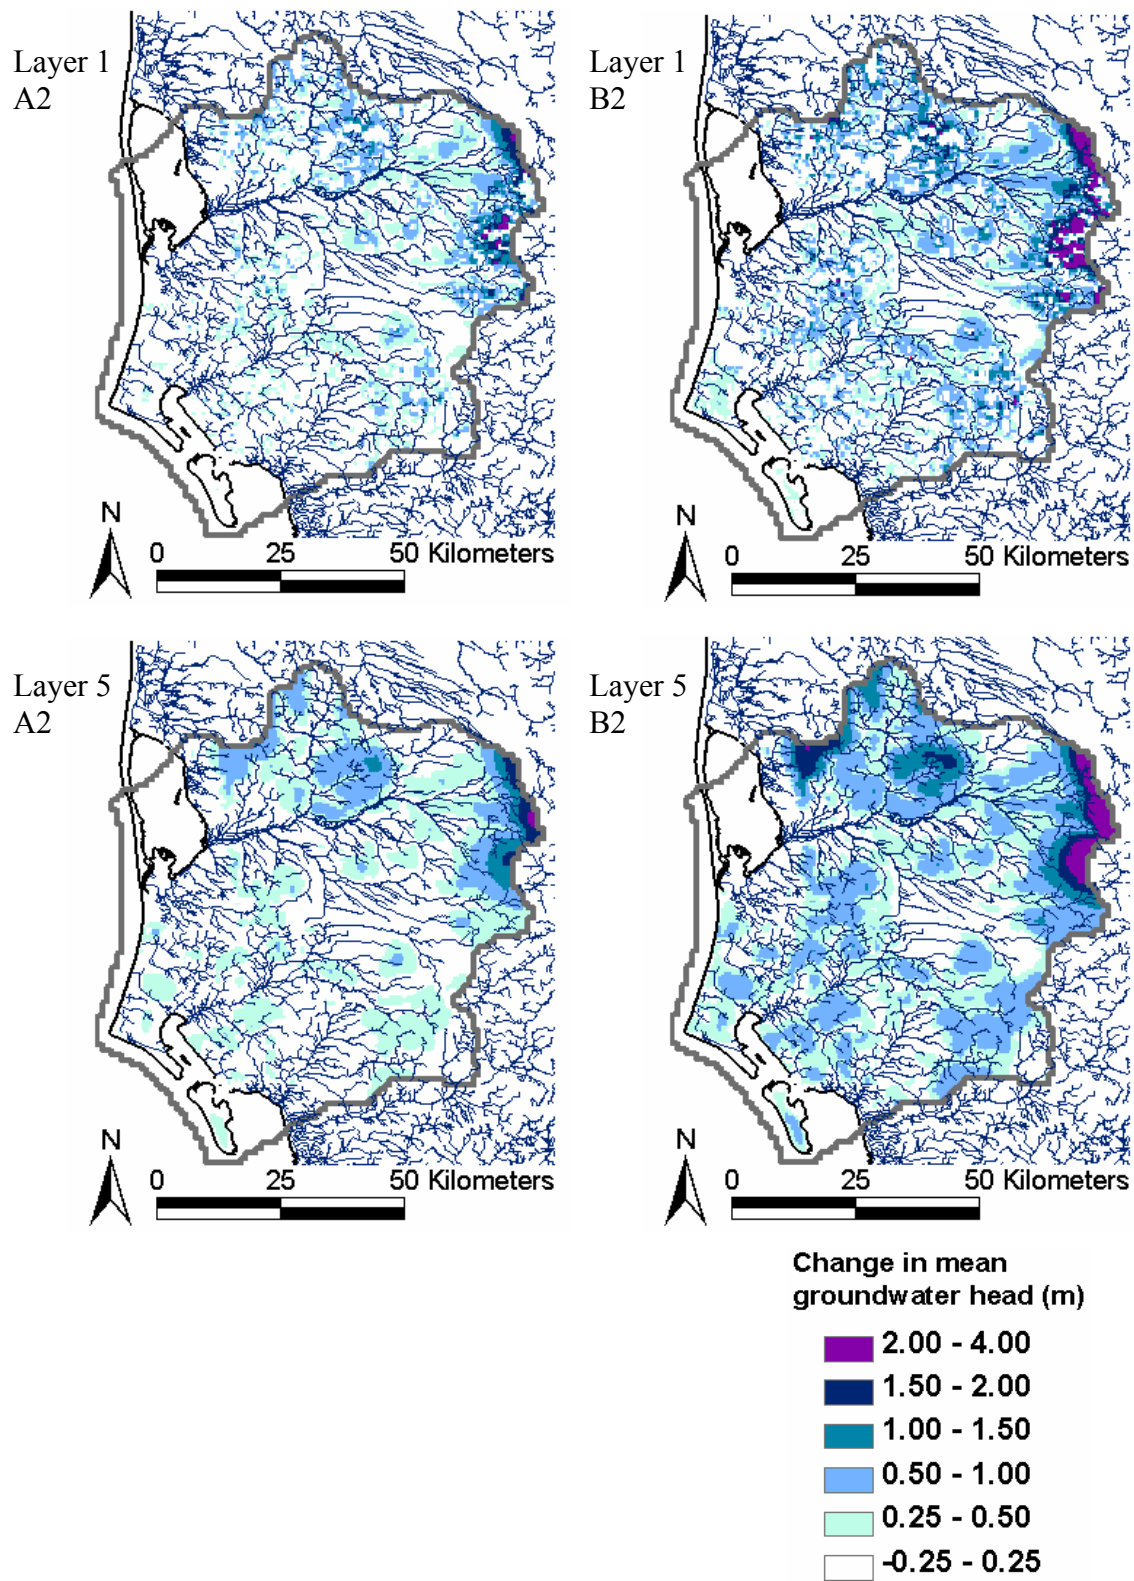 Layer 1
A2
N
0 25 50 Kilometers
Layer 1
B2
N
0 25 50 Kilometers
Layer 5
A2
N
0 25 50 Kilometers
Layer 5
B2
N
0 25 50 Kilometers
Change in mean
groundwater head (m)
2.00 - 4.00
1.50 - 2.00
1.00 - 1.50
0.50 - 1.00
0.25 - 0.50
-0.25 - 0.25